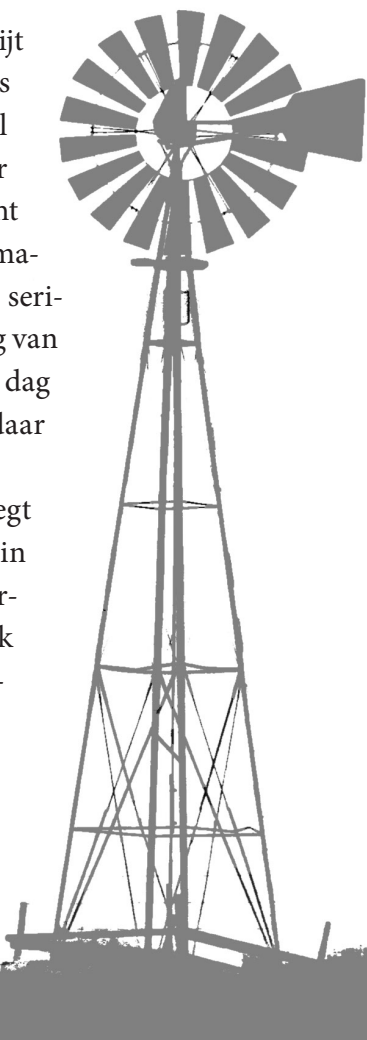 ijt
s
l
r
nt
ma-
seri-
g van
dag
laar
egt
in
r-
k
-